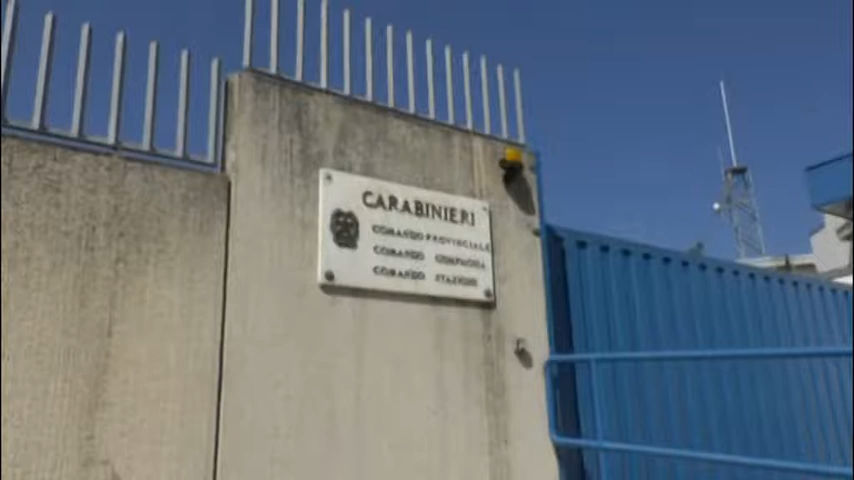 CARABINIERI
COMANDO PROVINCIALE
COMANDO COMPAGNIA
COMANDO STAZIONE